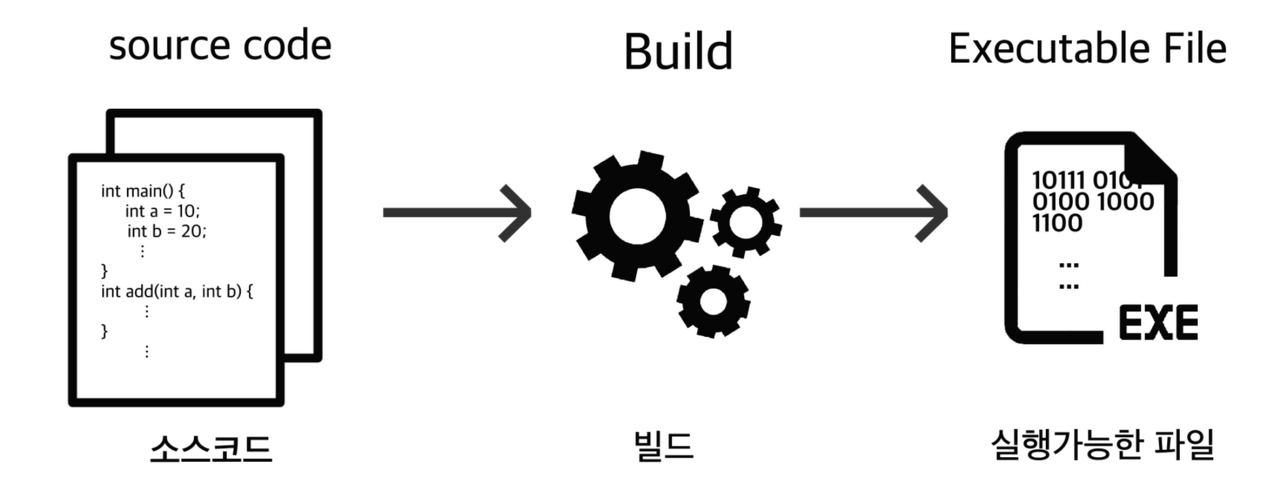 source code
Build
Executable File
int main() {
int a = 10;
int b = 20;
⋮
}
int add(int a, int b) {
⋮
}
⋮
10111 0101
0100 1000
1100
...
...
EXE
소스코드
빌드
실행가능한 파일